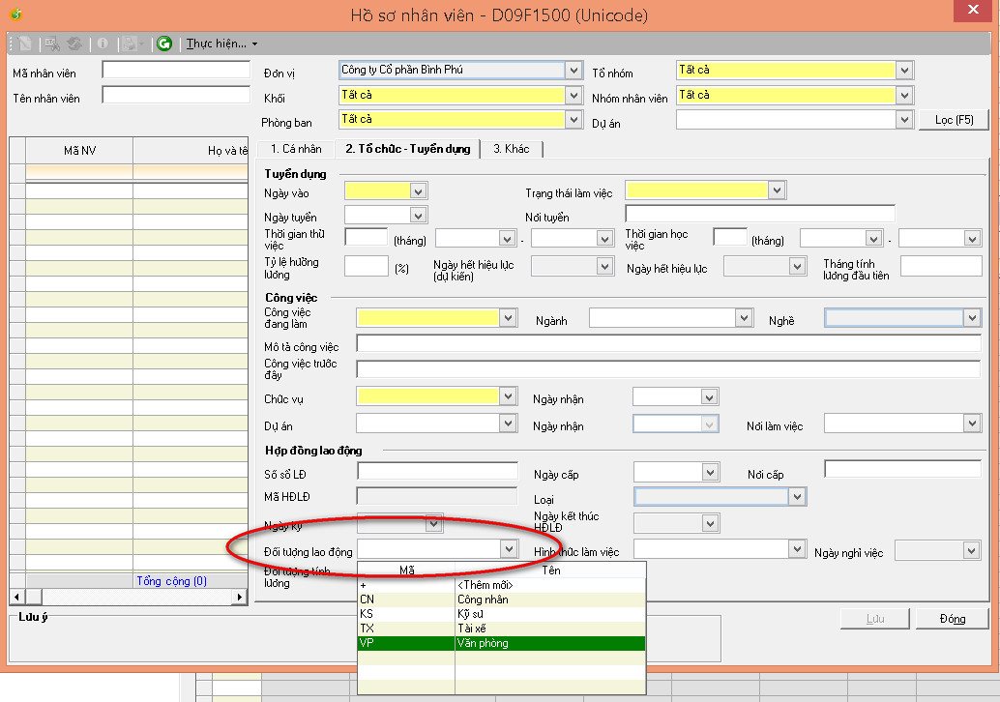 Hồ sơ nhân viên - D09F1500 (Unicode)
Thực hiện...
Mã nhân viên
Đơn vị
Công ty Cổ phần Bình Phú
Tổ nhóm
Tất cả
Tên nhân viên
Khối
Tất cả
Nhóm nhân viên
Tất cả
Phòng ban
Tất cả
Dự án
Lọc (F5)
Mã NV
Họ và tê
1. Cá nhân
2. Tổ chức - Tuyển dụng
3. Khác
Tuyển dụng
Ngày vào
Trạng thái làm việc
Ngày tuyển
Nơi tuyển
Thời gian thử
việc
(tháng)
-
Thời gian học
việc
(tháng)
-
Tỷ lệ hưởng
lương
(%)
Ngày hết hiệu lực
(dự kiến)
Ngày hết hiệu lực
Tháng tính
lương đầu tiên
Công việc
Công việc
đang làm
Ngành
Nghề
Mô tả công việc
Công việc trước
đây
Chức vụ
Ngày nhận
Dự án
Ngày nhận
Nơi làm việc
Hợp đồng lao động
Số sổ LĐ
Ngày cấp
Nơi cấp
Mã HĐLĐ
Loại
Ngày ký
Ngày kết thúc
HĐLĐ
Đối tượng lao động
Hình thức làm việc
Ngày nghỉ việc
Đối tượng tính
lương
Mã
Tên
+
<Thêm mới>
CN
Công nhân
KS
Kỹ sư
TX
Tài xế
VP
Văn phòng
Tổng cộng (0)
Lưu ý
Lưu
Đóng